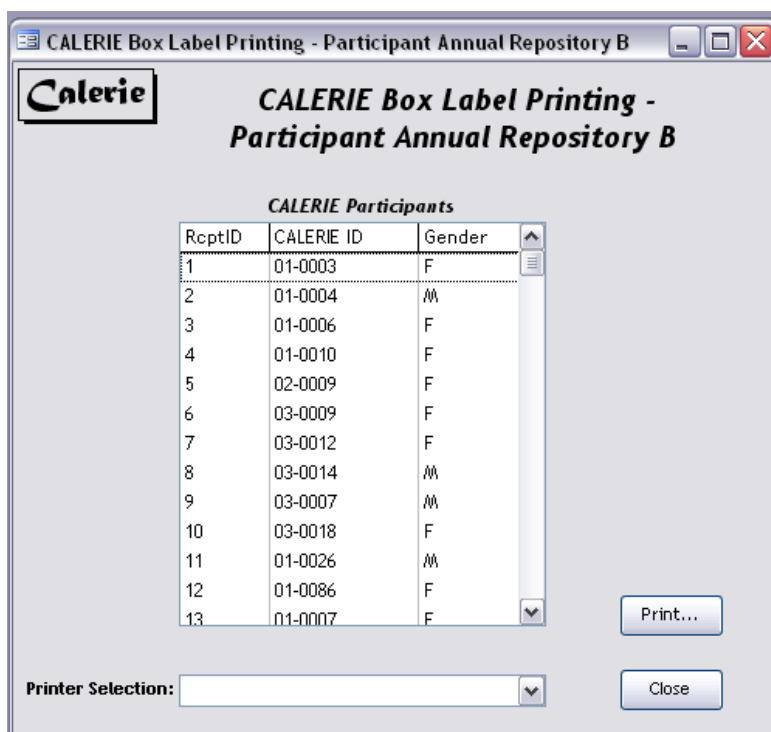 CALERIE Box Label Printing - Participant Annual Repository B
Calerie
CALERIE Box Label Printing -
Participant Annual Repository B
CALERIE Participants
RcptID CALERIE ID Gender
1 01-0003 F
2 01-0004 M
3 01-0006 F
4 01-0010 F
5 02-0009 F
6 03-0009 F
7 03-0012 F
8 03-0014 M
9 03-0007 M
10 03-0018 F
11 01-0026 M
12 01-0086 F
13 01-0007 F
Print...
Printer Selection:
Close